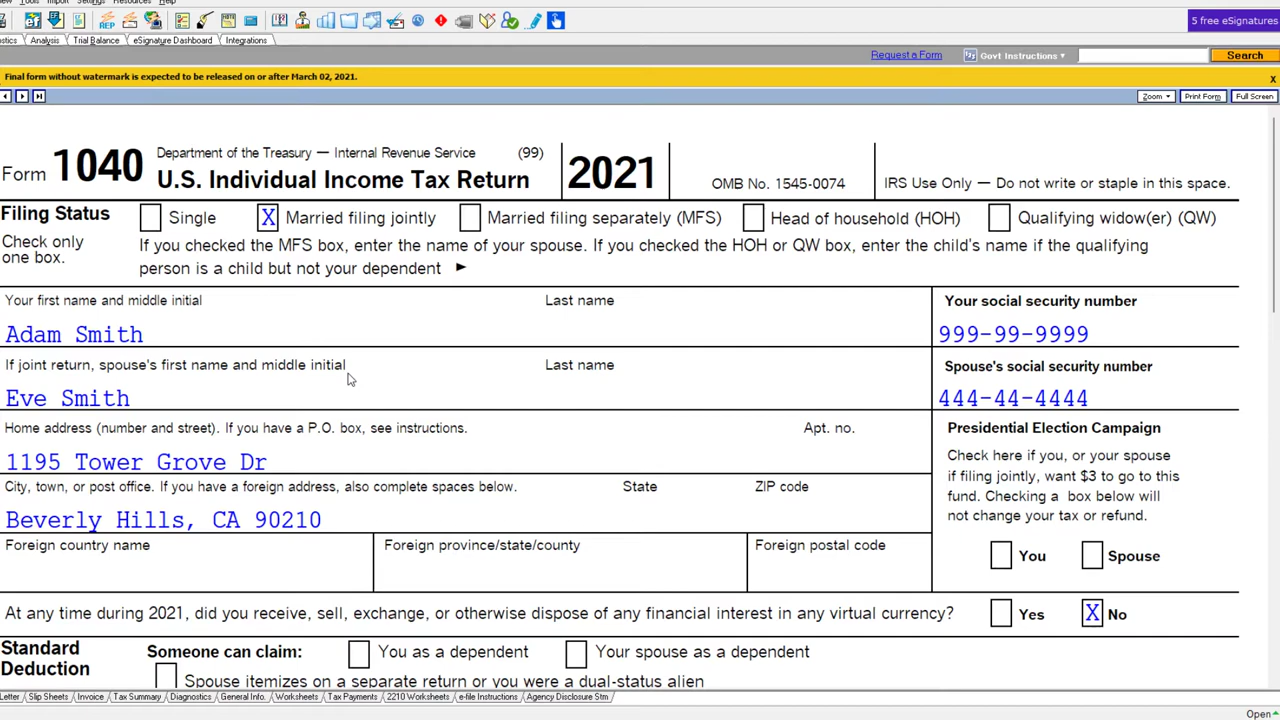 Tools Import Settings Resources Help
REP
5 free eSignatures
Analysis Trial Balance eSignature Dashboard Integrations
Request a Form Govt Instructions Search
Final form without watermark is expected to be released on or after March 02, 2021. x
Zoom Print Form Full Screen
Form 1040 Department of the Treasury — Internal Revenue Service (99)
U.S. Individual Income Tax Return 2021 OMB No. 1545-0074 IRS Use Only — Do not write or staple in this space.
Filing Status Single X Married filing jointly Married filing separately (MFS) Head of household (HOH) Qualifying widow(er) (QW)
Check only one box.
If you checked the MFS box, enter the name of your spouse. If you checked the HOH or QW box, enter the child's name if the qualifying
person is a child but not your dependent ►
Your first name and middle initial Last name Your social security number
Adam Smith 999-99-9999
If joint return, spouse's first name and middle initial Last name Spouse's social security number
Eve Smith 444-44-4444
Home address (number and street). If you have a P.O. box, see instructions. Apt. no.
1195 Tower Grove Dr
City, town, or post office. If you have a foreign address, also complete spaces below. State ZIP code
Beverly Hills, CA 90210
Foreign country name Foreign province/state/county Foreign postal code
Presidential Election Campaign
Check here if you, or your spouse
if filing jointly, want $3 to go to this
fund. Checking a box below will
not change your tax or refund.
You Spouse
At any time during 2021, did you receive, sell, exchange, or otherwise dispose of any financial interest in any virtual currency? Yes X No
Standard Deduction
Someone can claim: You as a dependent Your spouse as a dependent
Spouse itemizes on a separate return or you were a dual-status alien
Letter Slip Sheets Invoice Tax Summary Diagnostics General Info. Worksheets Tax Payments 2210 Worksheets e-file Instructions Agency Disclosure Stm
Open